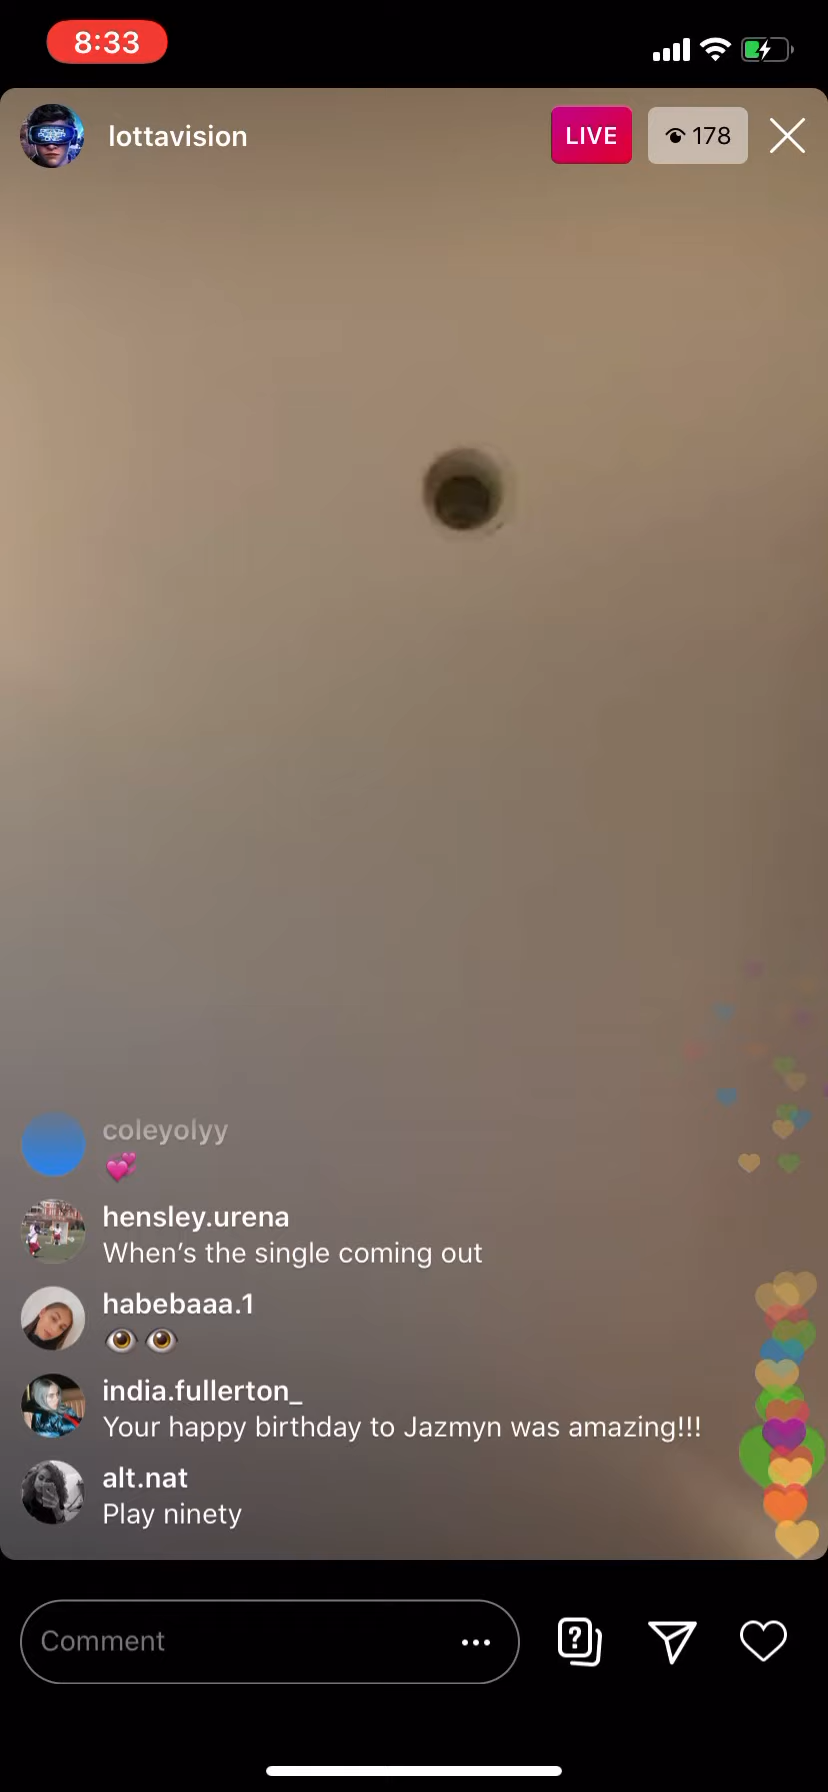 8:33
lottavision
LIVE
178
coleyolyy
💕
hensley.urena
When’s the single coming out
habebaaa.1
👁️👁️
india.fullerton_
Your happy birthday to Jazmyn was amazing!!!
alt.nat
Play ninety
Comment